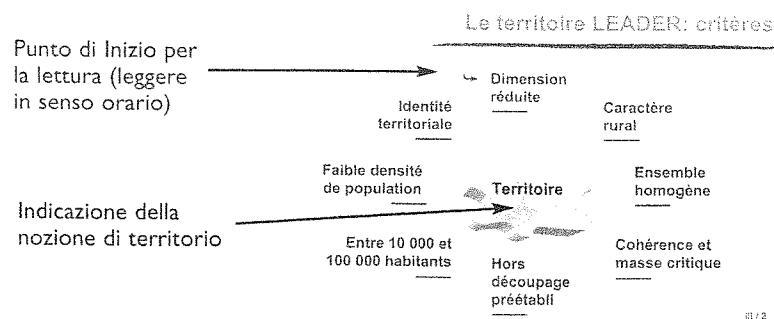 Le territoire LEADER: critères
Punto di Inizio per
la lettura (leggere
in senso orario)
Dimension
réduite
Caractère
rural
Ensemble
homogène
Cohérence et
masse critique
Hors
découpage
préétabli
Entre 10 000 et
100 000 habitants
Faible densité
de population
Identité
territoriale
Territoire
Indicazione della
nozione di territorio